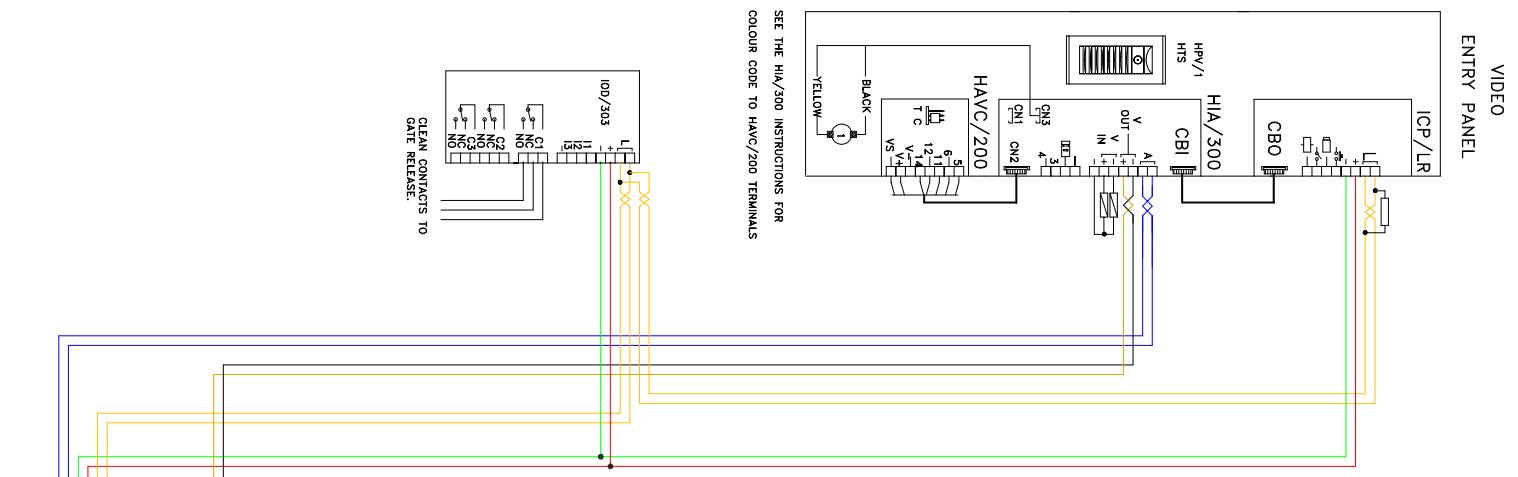 VIDEO
ENTRY PANEL
SEE THE HIA/300 INSTRUCTIONS FOR
COLOUR CODE TO HAVC/200 TERMINALS
HPV/1
HTS
YELLOW
BLACK
1
HAVC/200
T C
VS
V+
V-
14
12
11
6
5
HIA/300
CN1
CN3
CN2
4
3
V
IN
V
OUT
- + - + -
A
CBI
ICP/LR
CBO
- +
L
IOD/303
NO
NC
C3
NO
NC
C2
NO
NC
C1
I3
I2
I1
- +
L
CLEAN CONTACTS TO
GATE RELEASE.